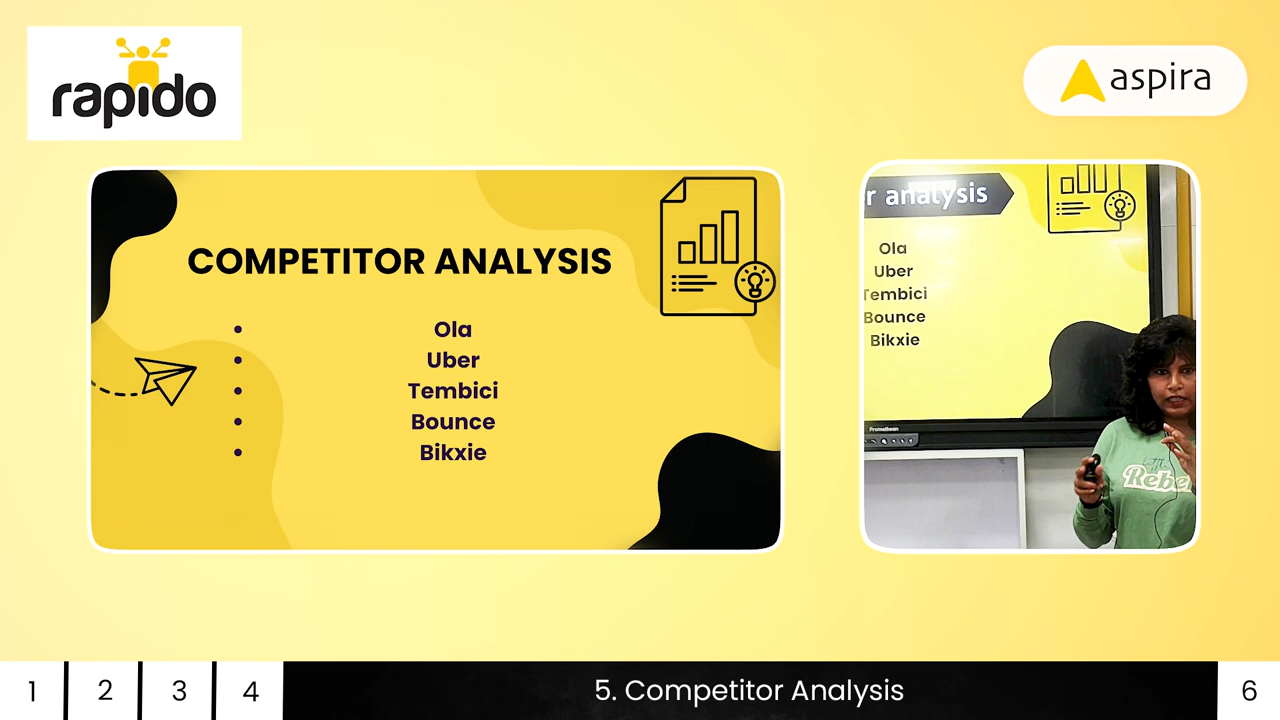 rapido
aspira
COMPETITOR ANALYSIS
• Ola
• Uber
• Tembici
• Bounce
• Bikxie
analysis
Ola
Uber
Tembici
Bounce
Bikxie
Promethean
1
2
3
4
5. Competitor Analysis
6